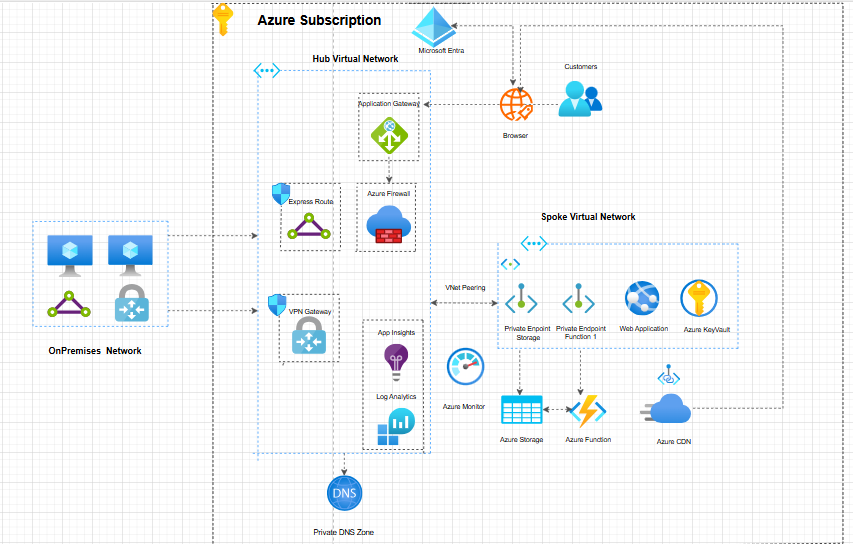 Azure Subscription
Microsoft Entra
Hub Virtual Network
Customers
Application Gateway
Browser
Express Route
Azure Firewall
Spoke Virtual Network
VNet Peering
VPN Gateway
Private Enpoint
Storage
Private Endpoint
Function 1
Web Application
Azure KeyVault
App Insights
OnPremises Network
Log Analytics
Azure Monitor
Azure Storage
Azure Function
Azure CDN
DNS
Private DNS Zone